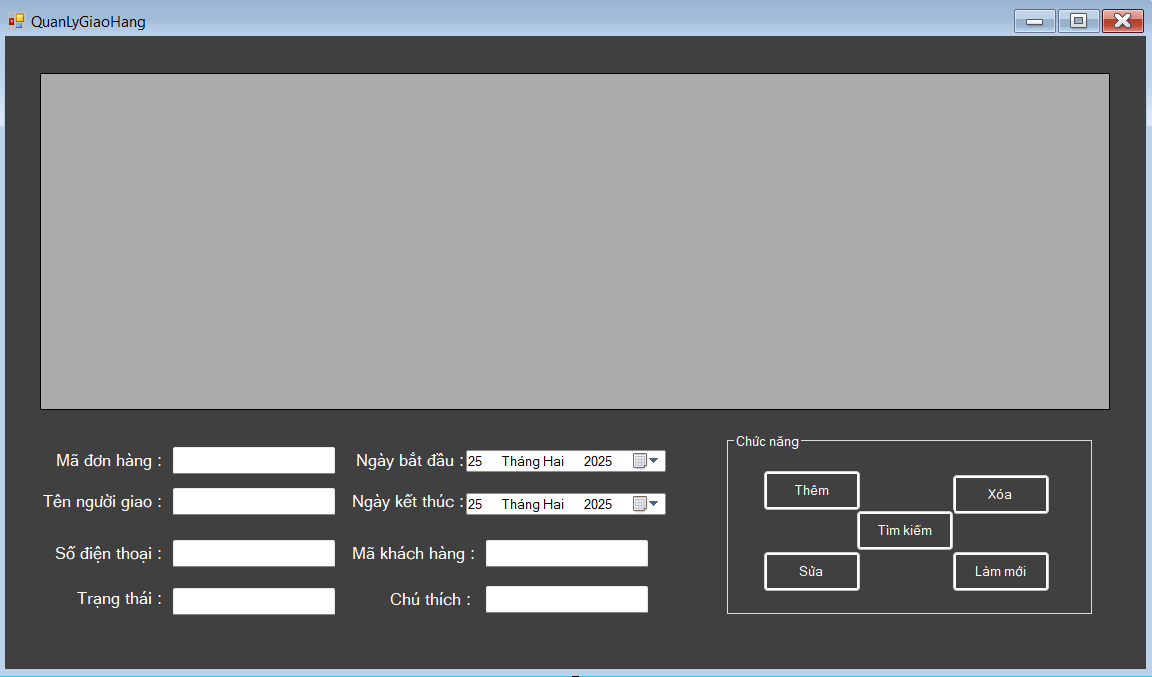 QuanLyGiaoHang
Mã đơn hàng :
Ngày bắt đầu :
25 Tháng Hai 2025
Tên người giao :
Ngày kết thúc :
25 Tháng Hai 2025
Số điện thoại :
Mã khách hàng :
Trạng thái :
Chú thích :
Chức năng
Thêm
Xóa
Tìm kiếm
Sửa
Làm mới